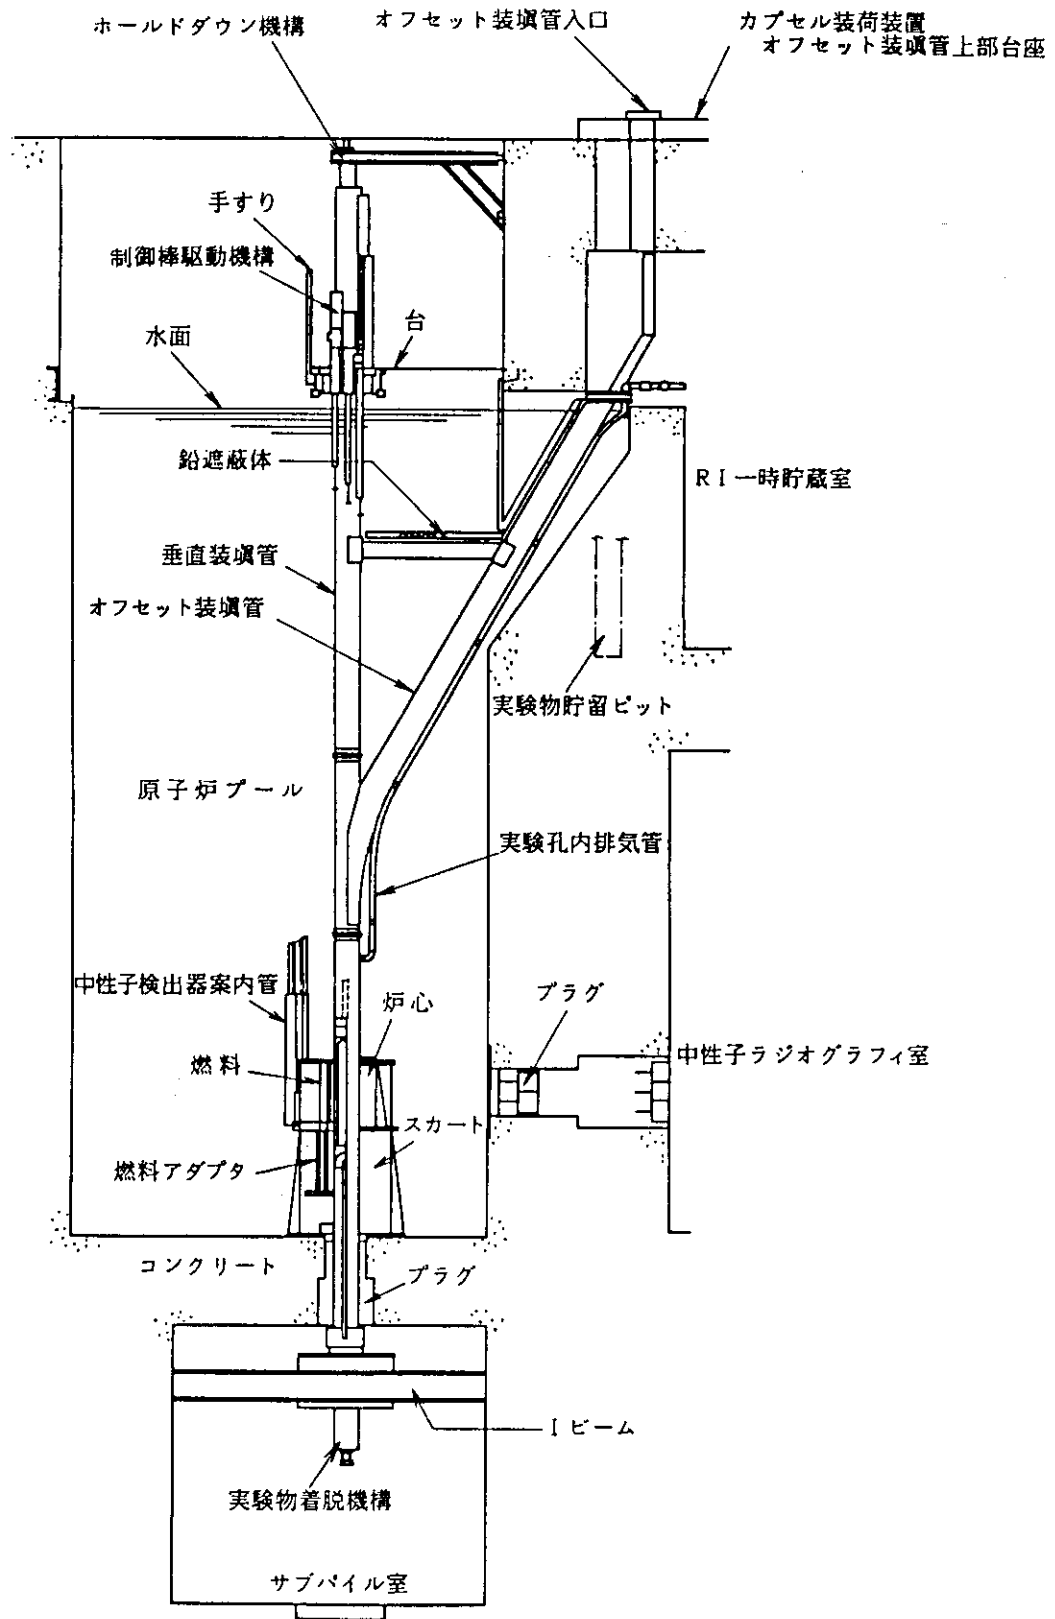 ホールドダウン機構
オフセット装塡管入口
カプセル装荷装置
オフセット装塡管上部台座
手すり
制御棒駆動機構
台
水面
鉛遮蔽体
RI一時貯蔵室
垂直装塡管
オフセット装塡管
実験物貯留ピット
原子炉プール
実験孔内排気管
中性子検出器案内管
炉心
プラグ
燃料
中性子ラジオグラフィ室
スカート
燃料アダプタ
コンクリート
プラグ
Iビーム
実験物着脱機構
サブパイル室